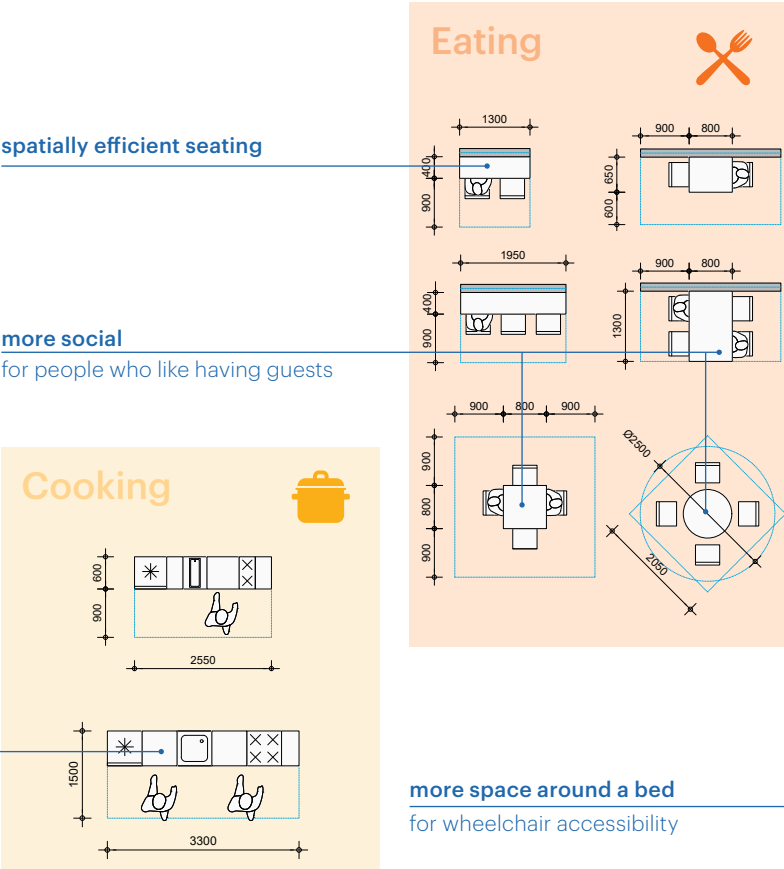 Eating
spatially efficient seating
1300
400
900
900 800
650
600
1950
400
900
900 800
1300
more social
for people who like having guests
900 800 900
900
800
900
Ø2500
2050
Cooking
600
900
2550
1500
3300
more space around a bed
for wheelchair accessibility